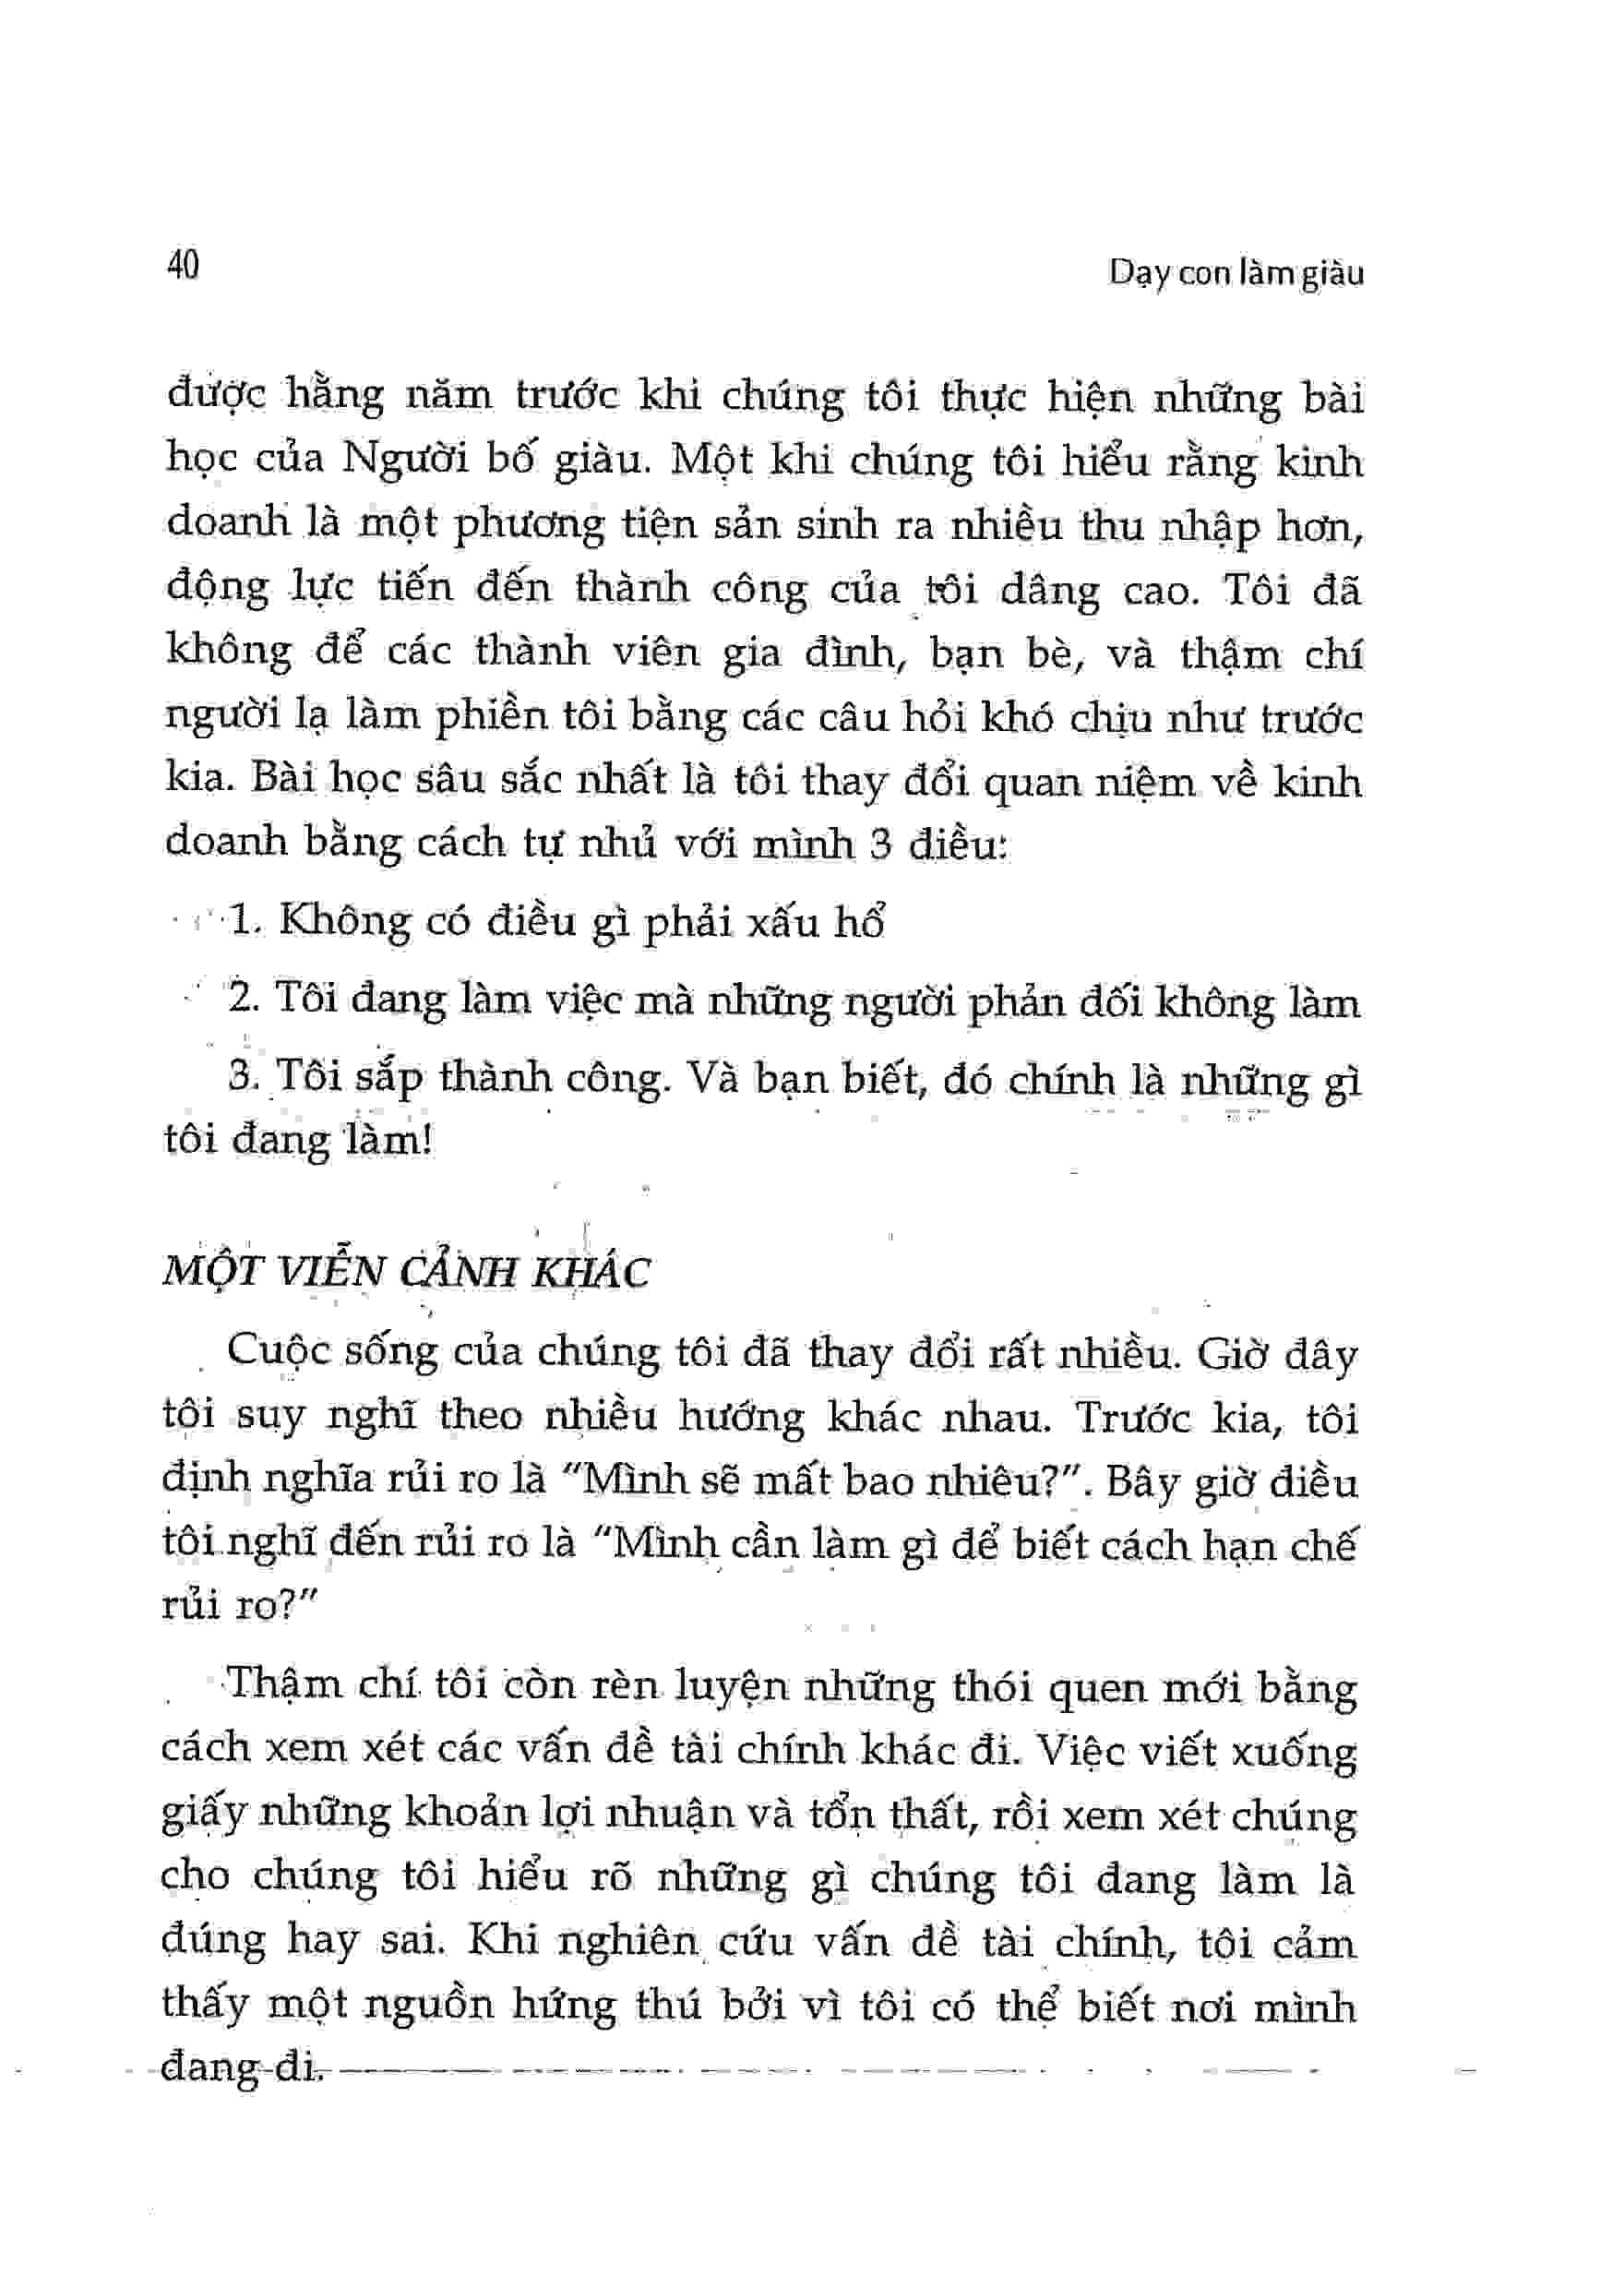 40
Dạy con làm giàu
được hằng năm trước khi chúng tôi thực hiện những bài
học của Người bố giàu. Một khi chúng tôi hiểu rằng kinh
doanh là một phương tiện sản sinh ra nhiều thu nhập hơn,
động lực tiến đến thành công của tôi dâng cao. Tôi đã
không để các thành viên gia đình, bạn bè, và thậm chí
người lạ làm phiền tôi bằng các câu hỏi khó chịu như trước
kia. Bài học sâu sắc nhất là tôi thay đổi quan niệm về kinh
doanh bằng cách tự nhủ với mình 3 điều:
1. Không có điều gì phải xấu hổ
2. Tôi đang làm việc mà những người phản đối không làm
3. Tôi sắp thành công. Và bạn biết, đó chính là những gì
tôi đang làm!
MỘT VIỄN CẢNH KHÁC
Cuộc sống của chúng tôi đã thay đổi rất nhiều. Giờ đây
tôi suy nghĩ theo nhiều hướng khác nhau. Trước kia, tôi
định nghĩa rủi ro là "Mình sẽ mất bao nhiêu?". Bây giờ điều
tôi nghĩ đến rủi ro là "Mình cần làm gì để biết cách hạn chế
rủi ro?"
Thậm chí tôi còn rèn luyện những thói quen mới bằng
cách xem xét các vấn đề tài chính khác đi. Việc viết xuống
giấy những khoản lợi nhuận và tổn thất, rồi xem xét chúng
cho chúng tôi hiểu rõ những gì chúng tôi đang làm là
đúng hay sai. Khi nghiên cứu vấn đề tài chính, tôi cảm
thấy một nguồn hứng thú bởi vì tôi có thể biết nơi mình
đang đi.